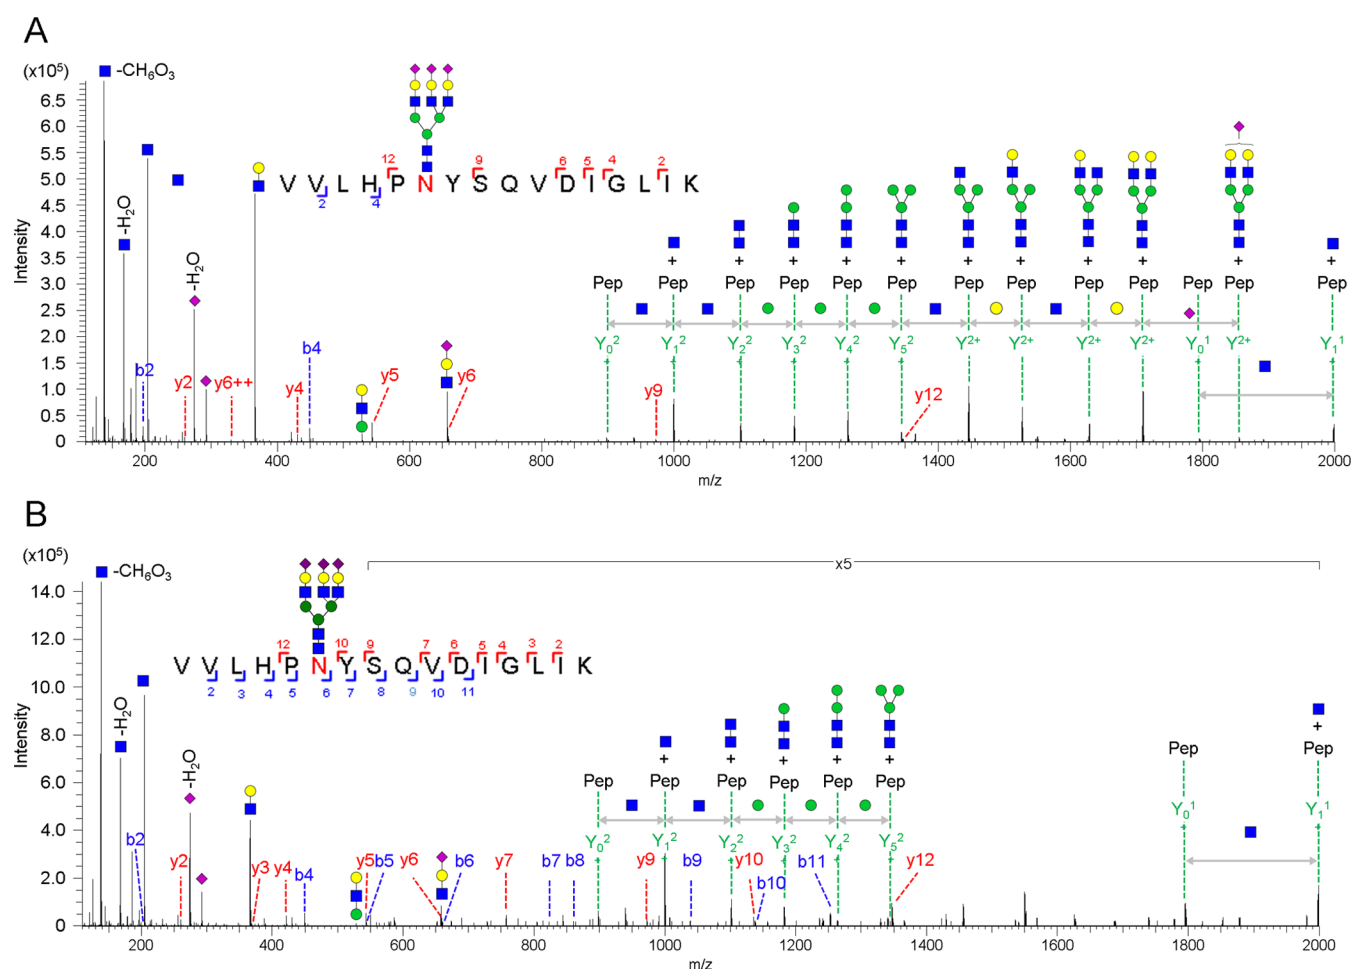 A
(x10⁵)
-CH₆O₃
6.5
6.0
5.5
5.0
4.5
4.0
3.5
3.0
2.5
2.0
1.5
1.0
0.5
0
Intensity
-H₂O
-H₂O
12 9 6 5 4 2
V V L H P N Y S Q V D I G L I K
2 4
+ + + + + + + + + + +
Pep Pep Pep Pep Pep Pep Pep Pep Pep Pep Pep Pep Pep
Y₀²⁺ Y₁²⁺ Y₂²⁺ Y₃²⁺ Y₄²⁺ Y₅²⁺ Y²⁺ Y²⁺ Y²⁺ Y²⁺ Y₀¹⁺ Y²⁺ Y₁¹⁺
b2 y2 y6++ y4 b4 y5 y6 y9 y12
200 400 600 800 1000 1200 1400 1600 1800 2000
m/z
B
(x10⁵)
-CH₆O₃
x5
14.0
12.0
10.0
8.0
6.0
4.0
2.0
0
Intensity
-H₂O
-H₂O
12 10 9 7 6 5 4 3 2
V V L H P N Y S Q V D I G L I K
2 3 4 5 6 7 8 9 10 11
+ + + + + +
Pep Pep Pep Pep Pep Pep Pep Pep
Y₀²⁺ Y₁²⁺ Y₂²⁺ Y₃²⁺ Y₄²⁺ Y₅²⁺ Y₀¹⁺ Y₁¹⁺
b2 y2 y3 y4 b4 y5 b5 y6 b6 y7 b7 b8 y9 b9 y10 b10 b11 y12
200 400 600 800 1000 1200 1400 1600 1800 2000
m/z